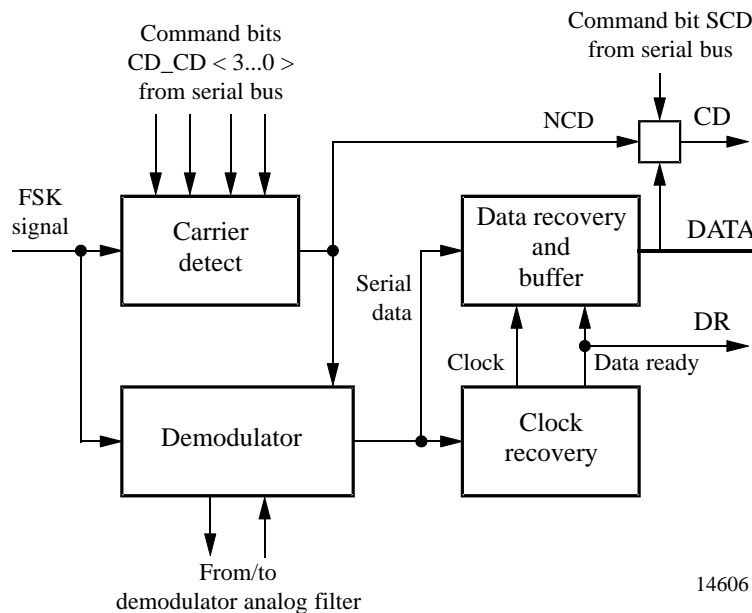 Command bits
CD_CD < 3...0 >
from serial bus
Command bit SCD
from serial bus
NCD
CD
FSK
signal
Carrier
detect
Data recovery
and
buffer
DATA
Serial
data
DR
Clock
Data ready
Demodulator
Clock
recovery
From/to
demodulator analog filter
14606